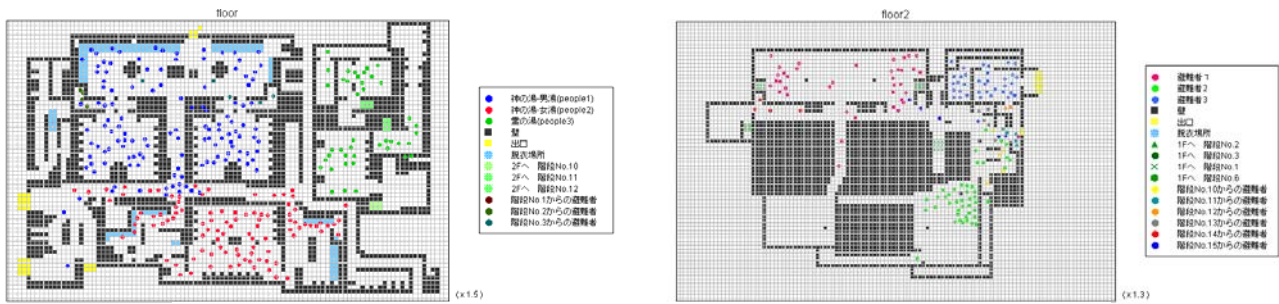 floor
神の湯-男湯(people1)
神の湯-女湯(people2)
霊の湯(people3)
壁
出口
脱衣場所
2Fへ 階段No.10
2Fへ 階段No.11
2Fへ 階段No.12
階段No.1からの避難者
階段No.2からの避難者
階段No.3からの避難者
(x1.5)
floor2
避難者1
避難者2
避難者3
壁
出口
脱衣場所
1Fへ 階段No.2
1Fへ 階段No.3
1Fへ 階段No.1
1Fへ 階段No.6
階段No.10からの避難者
階段No.11からの避難者
階段No.12からの避難者
階段No.13からの避難者
階段No.14からの避難者
階段No.15からの避難者
(x1.3)